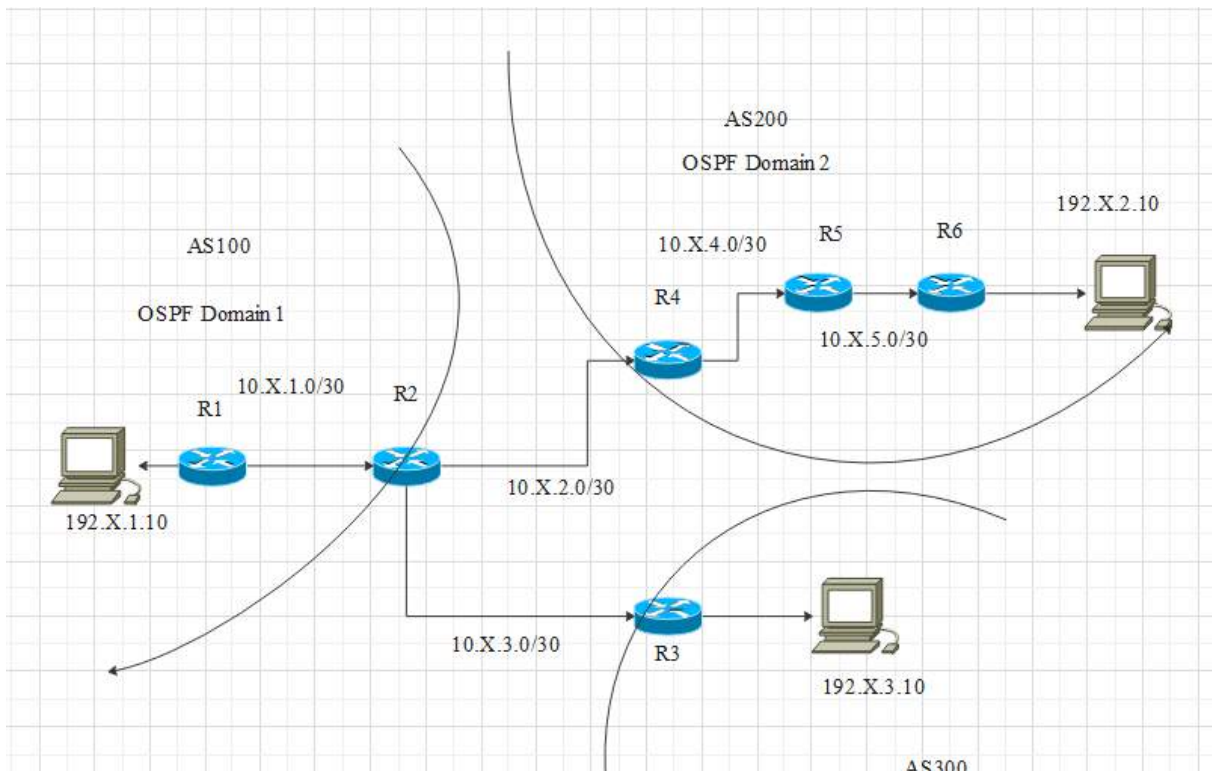 AS200
OSPF Domain 2
192.X.2.10
R5
R6
10.X.4.0/30
AS100
R4
OSPF Domain 1
10.X.5.0/30
10.X.1.0/30
R2
R1
10.X.2.0/30
192.X.1.10
10.X.3.0/30
R3
192.X.3.10
AS300